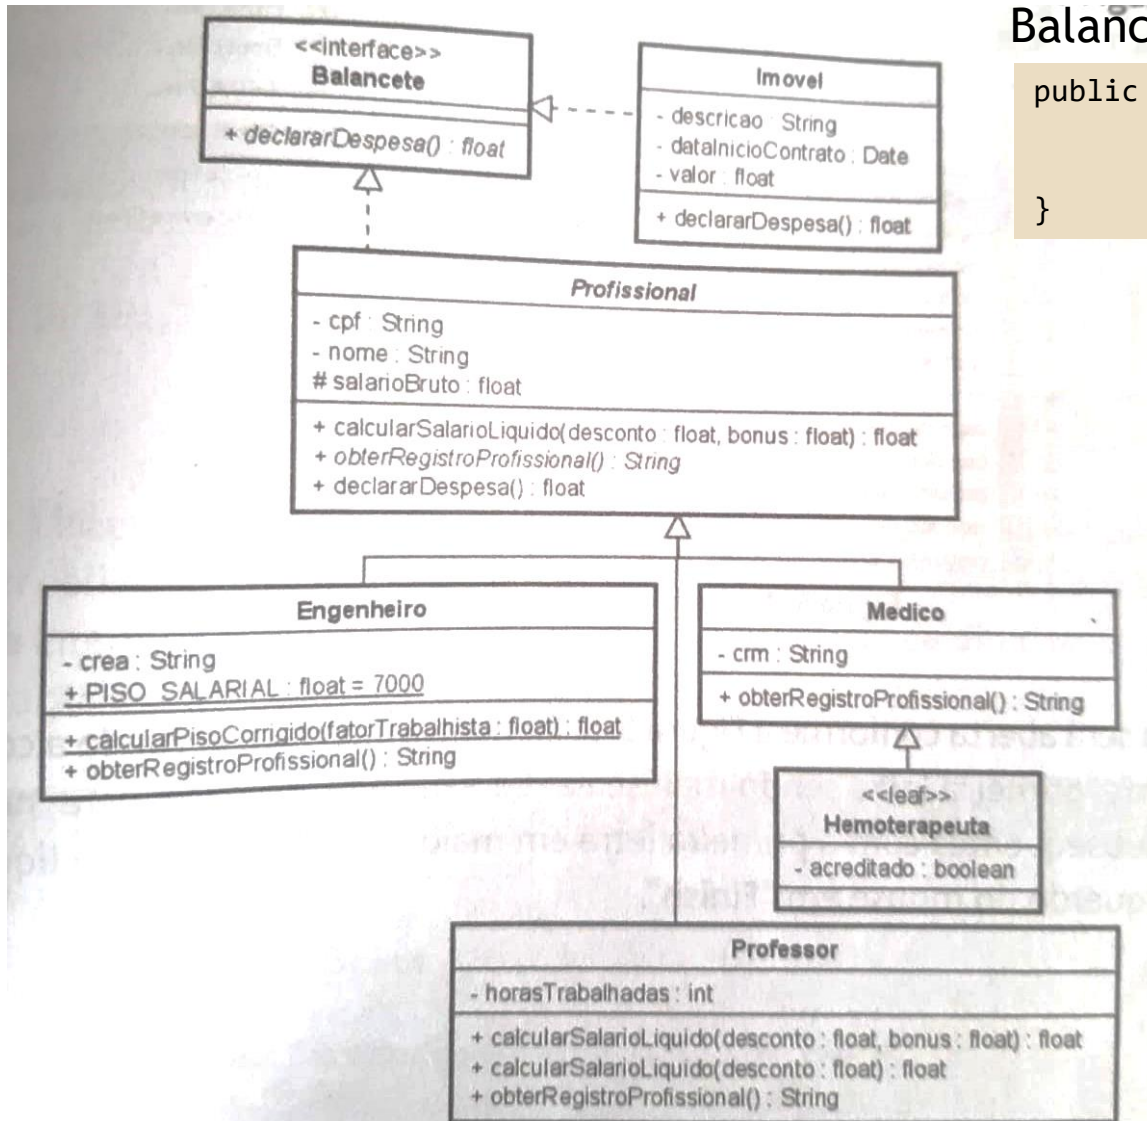 <<interface>>
Balancete
+ declararDespesa() : float
Imovel
- descricao : String
- dataInicioContrato : Date
- valor : float
+ declararDespesa() : float
Balanc
public
}
Profissional
- cpf : String
- nome : String
# salarioBruto : float
+ calcularSalarioLiquido(desconto : float, bonus : float) : float
+ obterRegistroProfissional() : String
+ declararDespesa() : float
Engenheiro
- crea : String
+ PISO_SALARIAL : float = 7000
+ calcularPisoCorrigido(fatorTrabalhista : float) : float
+ obterRegistroProfissional() : String
Medico
- crm : String
+ obterRegistroProfissional() : String
<<leaf>>
Hemoterapeuta
- acreditado : boolean
Professor
- horasTrabalhadas : int
+ calcularSalarioLiquido(desconto : float, bonus : float) : float
+ calcularSalarioLiquido(desconto : float) : float
+ obterRegistroProfissional() : String